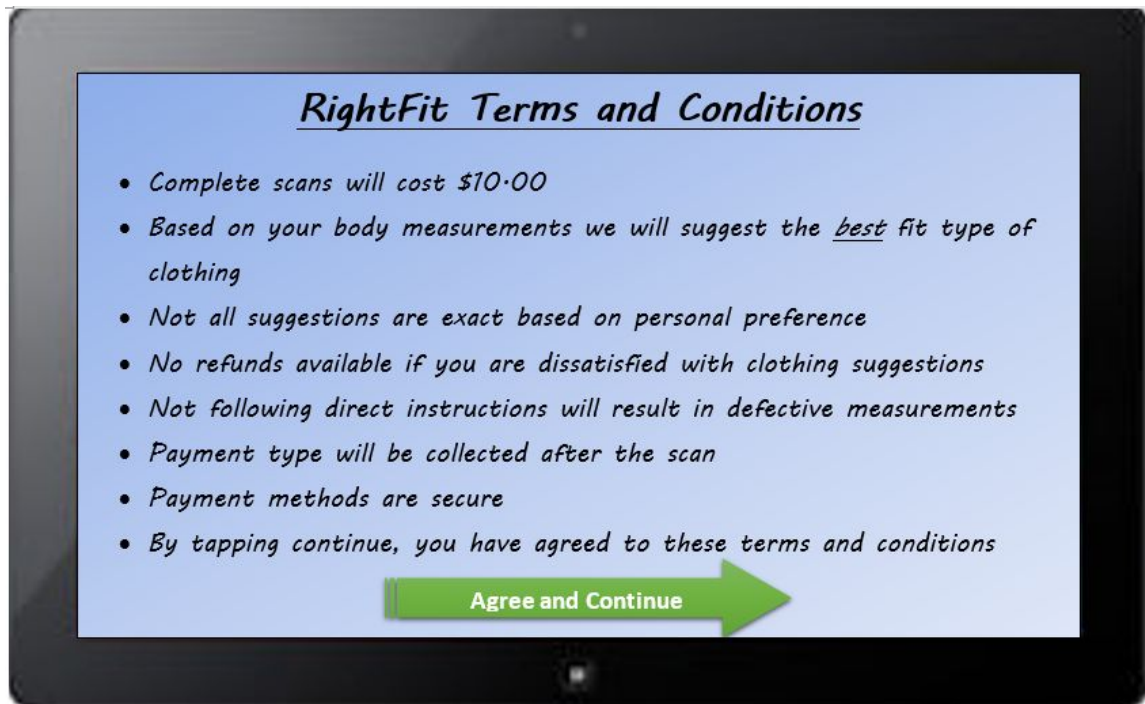 RightFit Terms and Conditions
• Complete scans will cost $10.00
• Based on your body measurements we will suggest the best fit type of
clothing
• Not all suggestions are exact based on personal preference
• No refunds available if you are dissatisfied with clothing suggestions
• Not following direct instructions will result in defective measurements
• Payment type will be collected after the scan
• Payment methods are secure
• By tapping continue, you have agreed to these terms and conditions
Agree and Continue